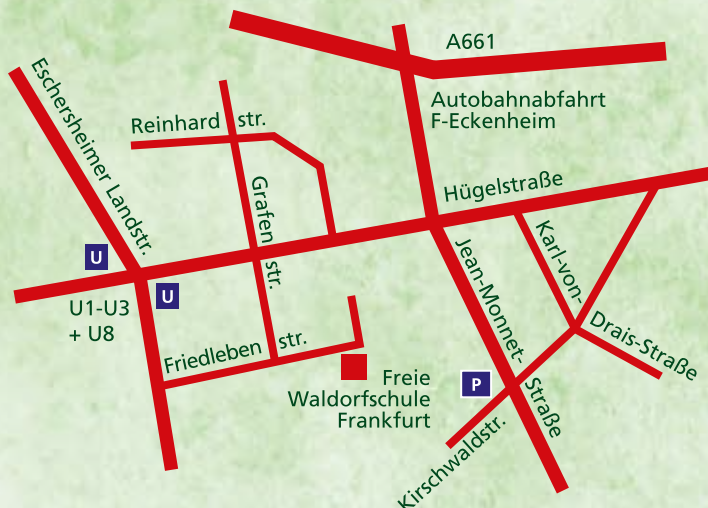 A661
Autobahnabfahrt
F-Eckenheim
Eschersheimer Landstr.
Reinhard str.
Grafen str.
Hügelstraße
U
U
U1-U3
+ U8
Friedleben str.
Jean-Monnet-Straße
Karl-von-Drais-Straße
P
Freie
Waldorfschule
Frankfurt
Kirschwaldstr.